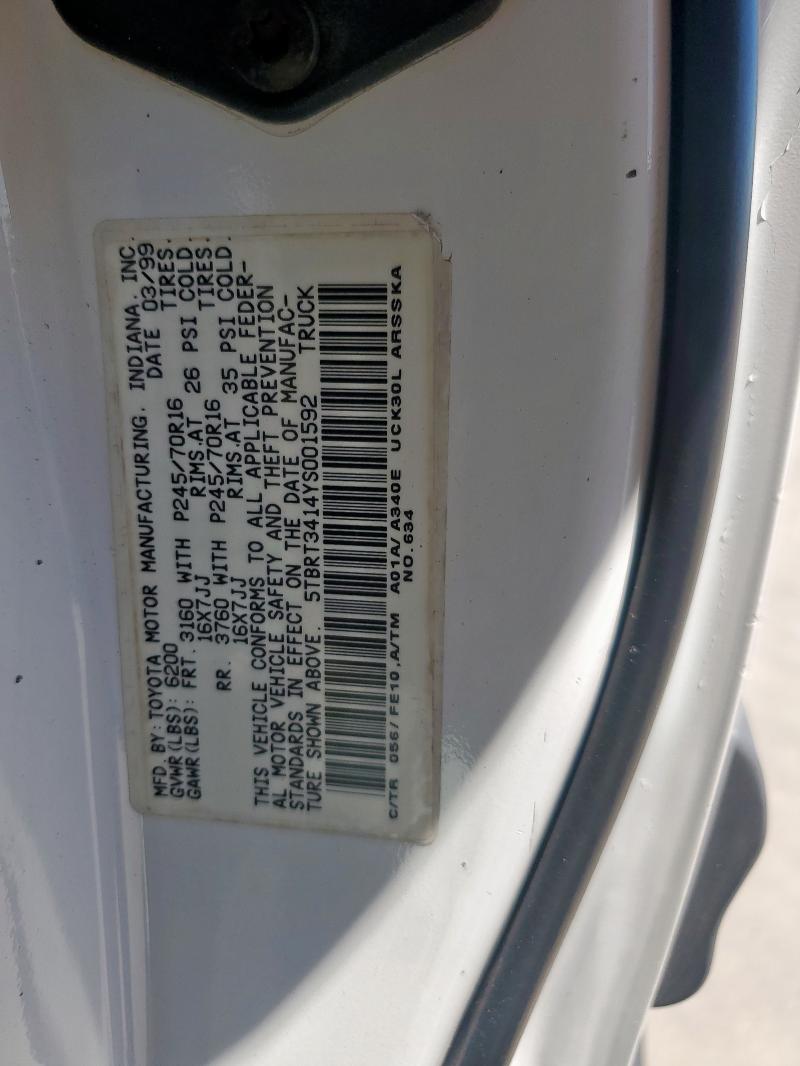 MFD. BY: TOYOTA MOTOR MANUFACTURING, INDIANA, INC.
GVWR(LBS): 6200 DATE 03/99
GAWR(LBS): FRT. 3160 WITH P245/70R16 TIRES,
16X7JJ RIMS.AT 26 PSI COLD.
RR. 3760 WITH P245/70R16 TIRES,
16X7JJ RIMS.AT 35 PSI COLD.
THIS VEHICLE CONFORMS TO ALL APPLICABLE FEDER-
AL MOTOR VEHICLE SAFETY AND THEFT PREVENTION
STANDARDS IN EFFECT ON THE DATE OF MANUFAC-
TURE SHOWN ABOVE. 5TBRT3414YS001592 TRUCK
C/TR 056/FE10,A/TM A01A/A340E UCK30L ARSSKA
NO.634